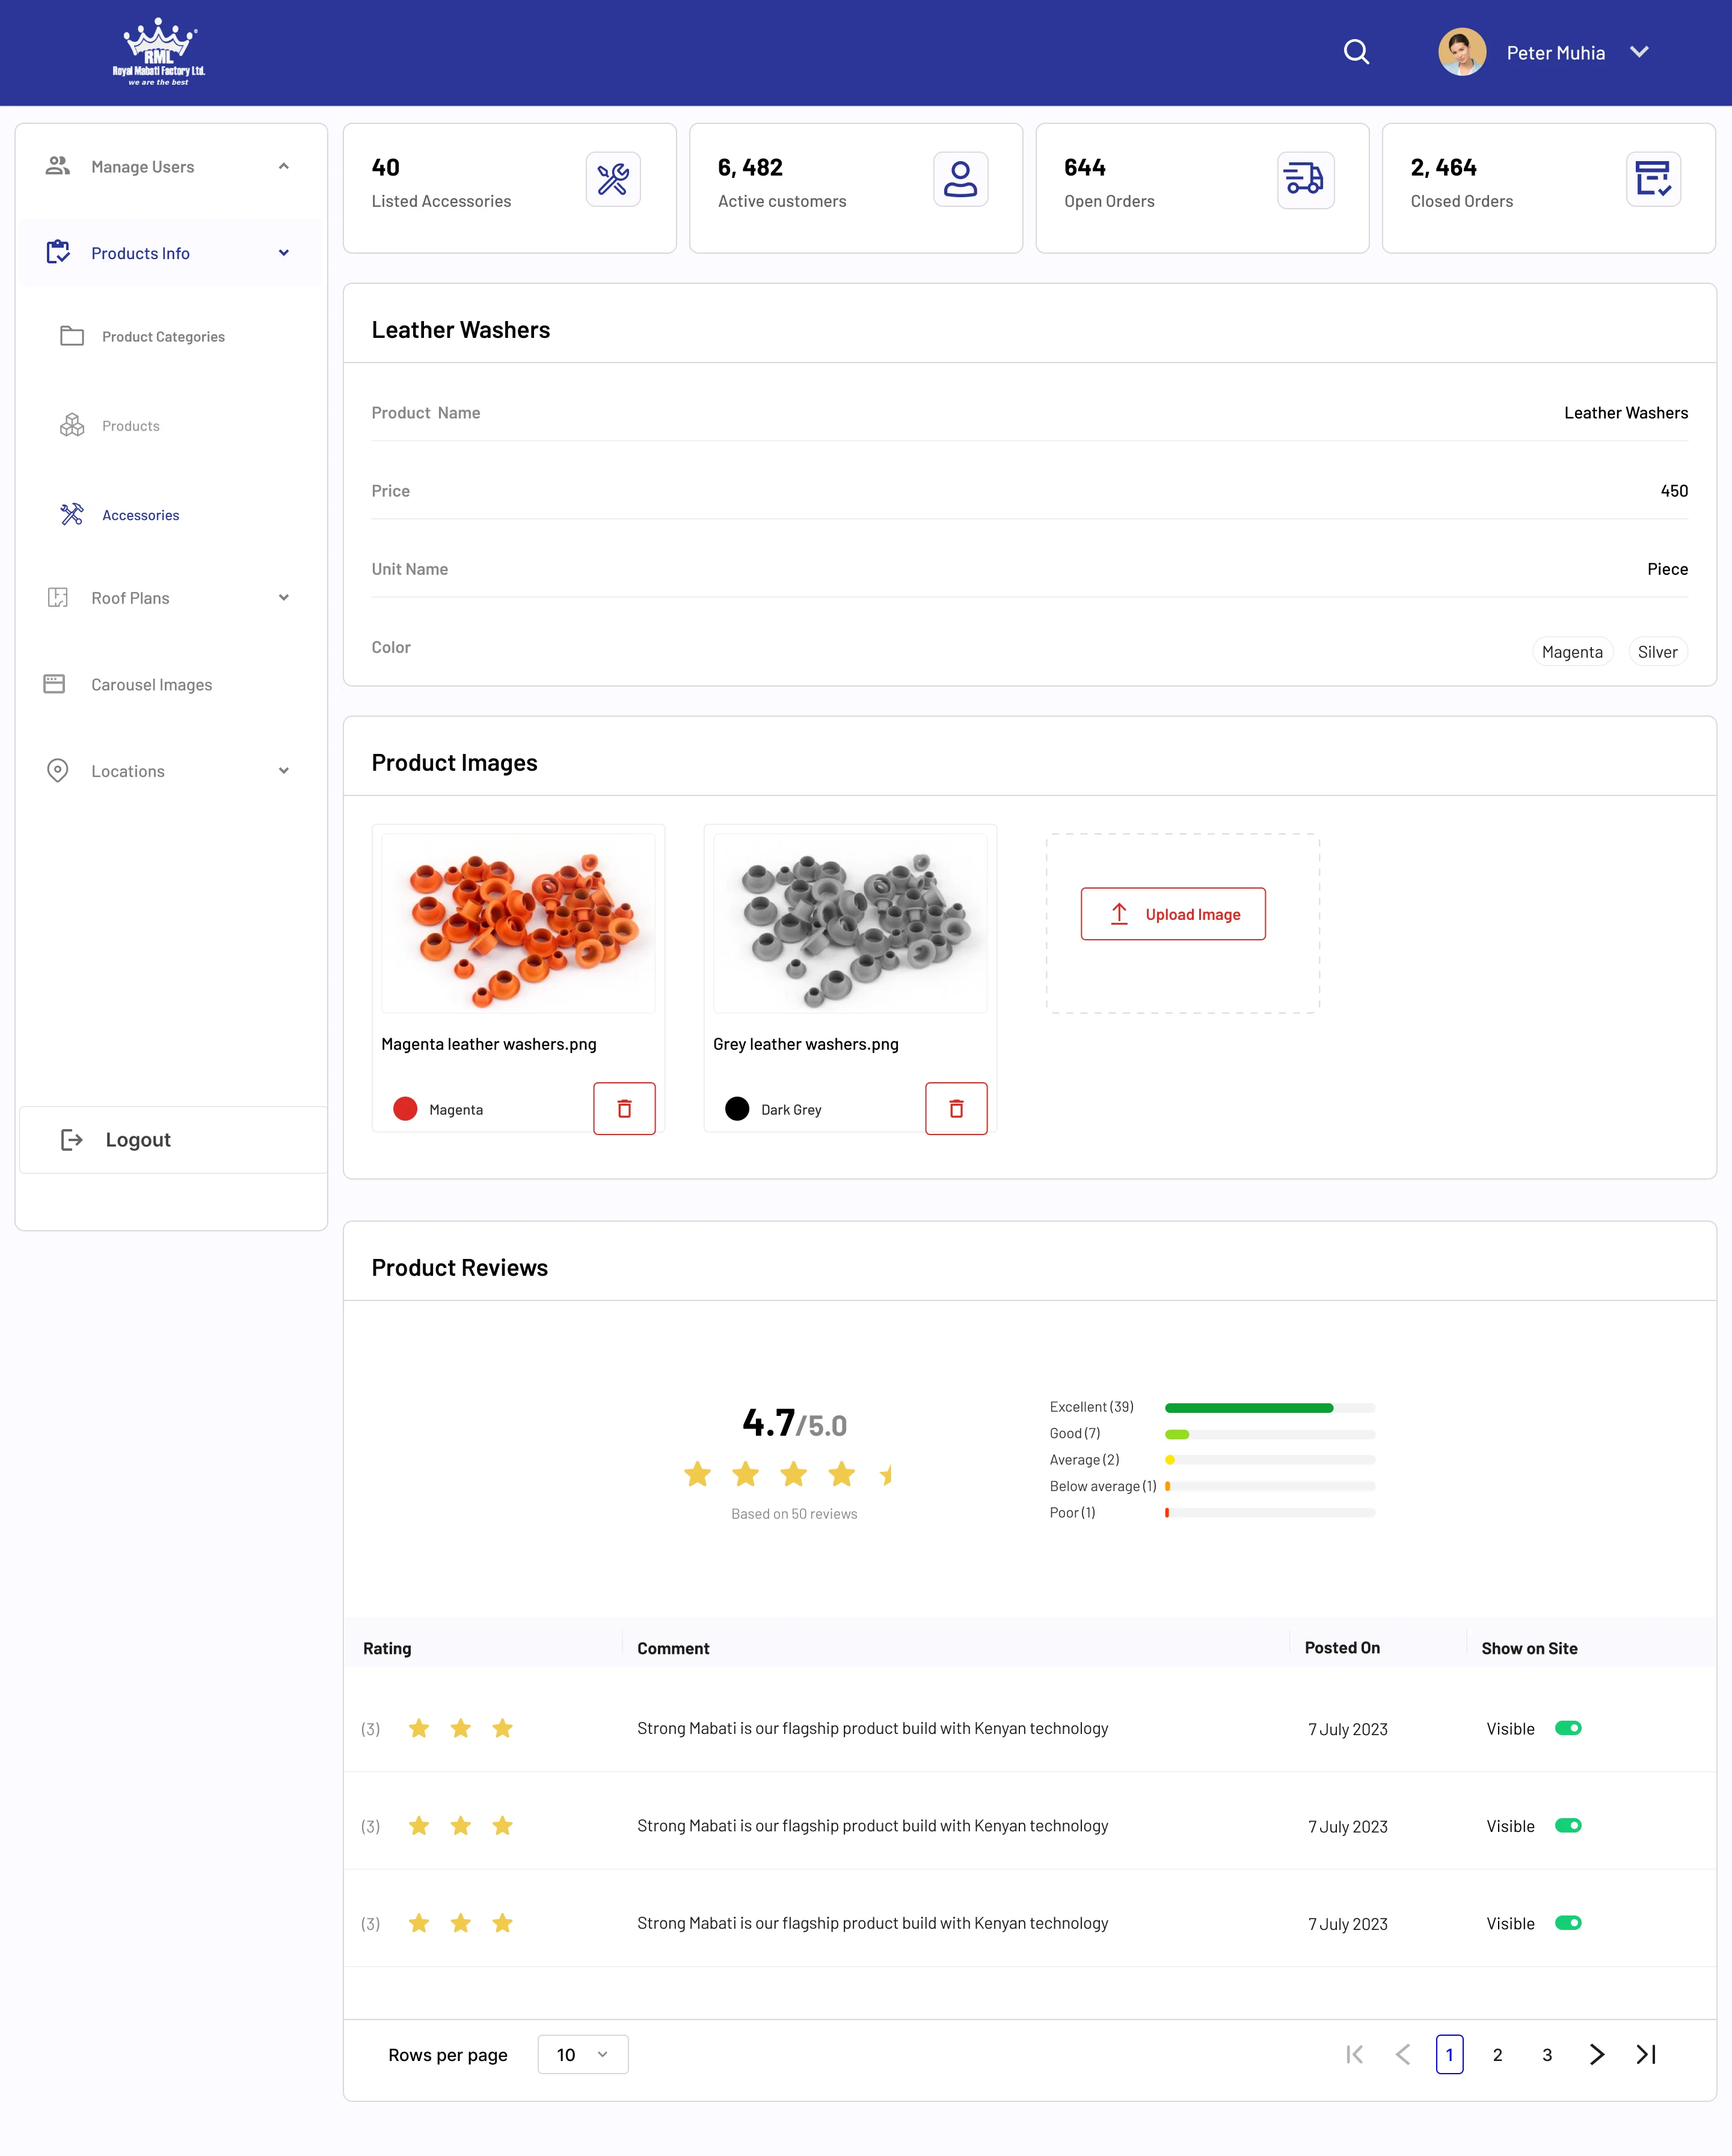 RML
Royal Mabati Factory Ltd.
we are the best
Peter Muhia
Manage Users
Products Info
Product Categories
Products
Accessories
Roof Plans
Carousel Images
Locations
Logout
40
Listed Accessories
6, 482
Active customers
644
Open Orders
2, 464
Closed Orders
Leather Washers
Product Name Leather Washers
Price 450
Unit Name Piece
Color Magenta Silver
Product Images
Upload Image
Magenta leather washers.png
Magenta
Grey leather washers.png
Dark Grey
Product Reviews
4.7/5.0
Based on 50 reviews
Excellent (39)
Good (7)
Average (2)
Below average (1)
Poor (1)
Rating Comment Posted On Show on Site
(3) Strong Mabati is our flagship product build with Kenyan technology 7 July 2023 Visible
(3) Strong Mabati is our flagship product build with Kenyan technology 7 July 2023 Visible
(3) Strong Mabati is our flagship product build with Kenyan technology 7 July 2023 Visible
Rows per page 10 1 2 3